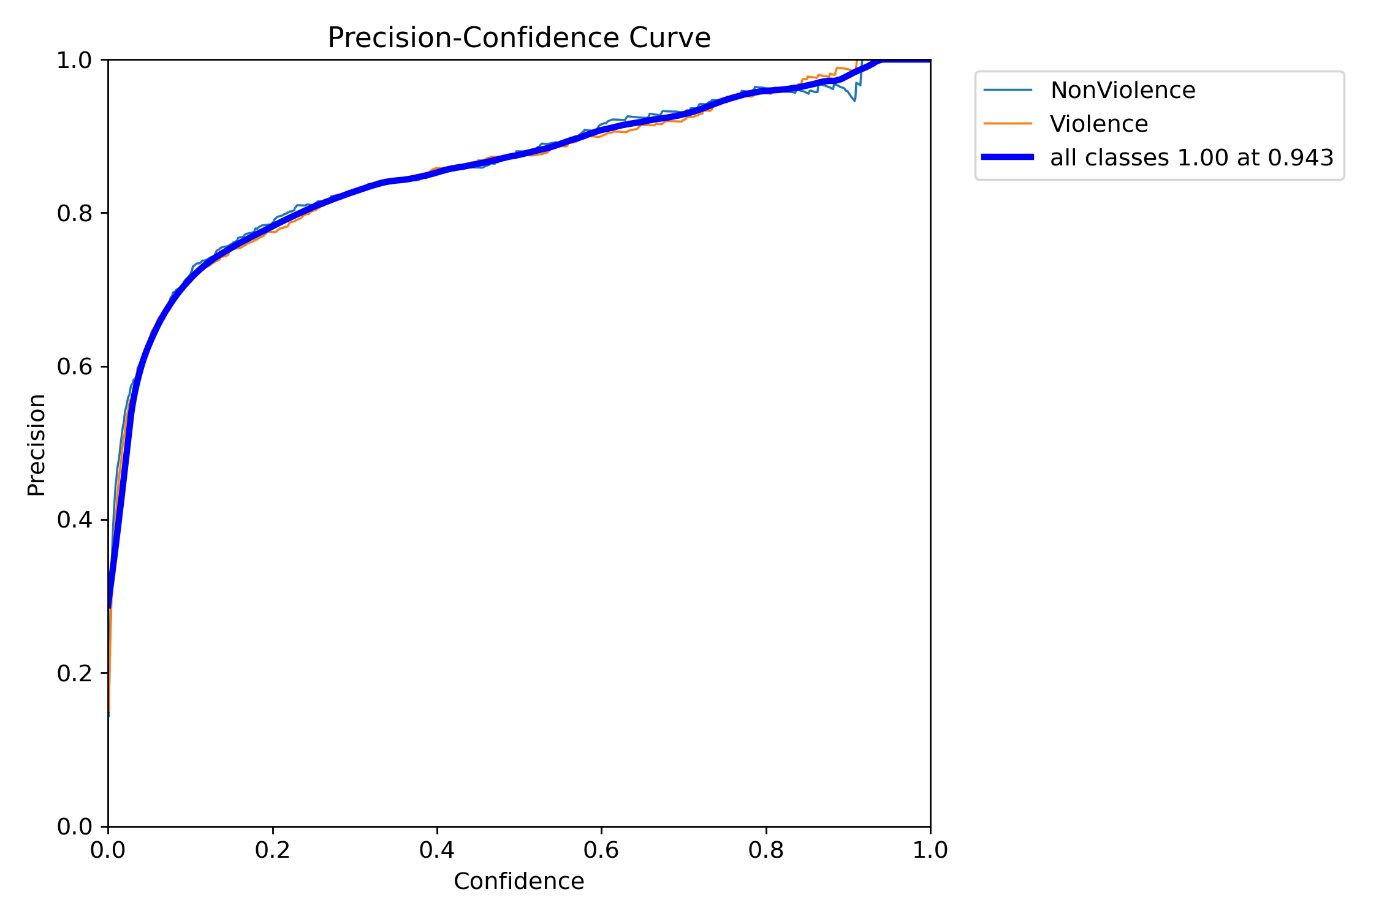 Precision-Confidence Curve
1.0
0.8
0.6
0.4
0.2
0.0
Precision
0.0 0.2 0.4 0.6 0.8 1.0
Confidence
NonViolence
Violence
all classes 1.00 at 0.943